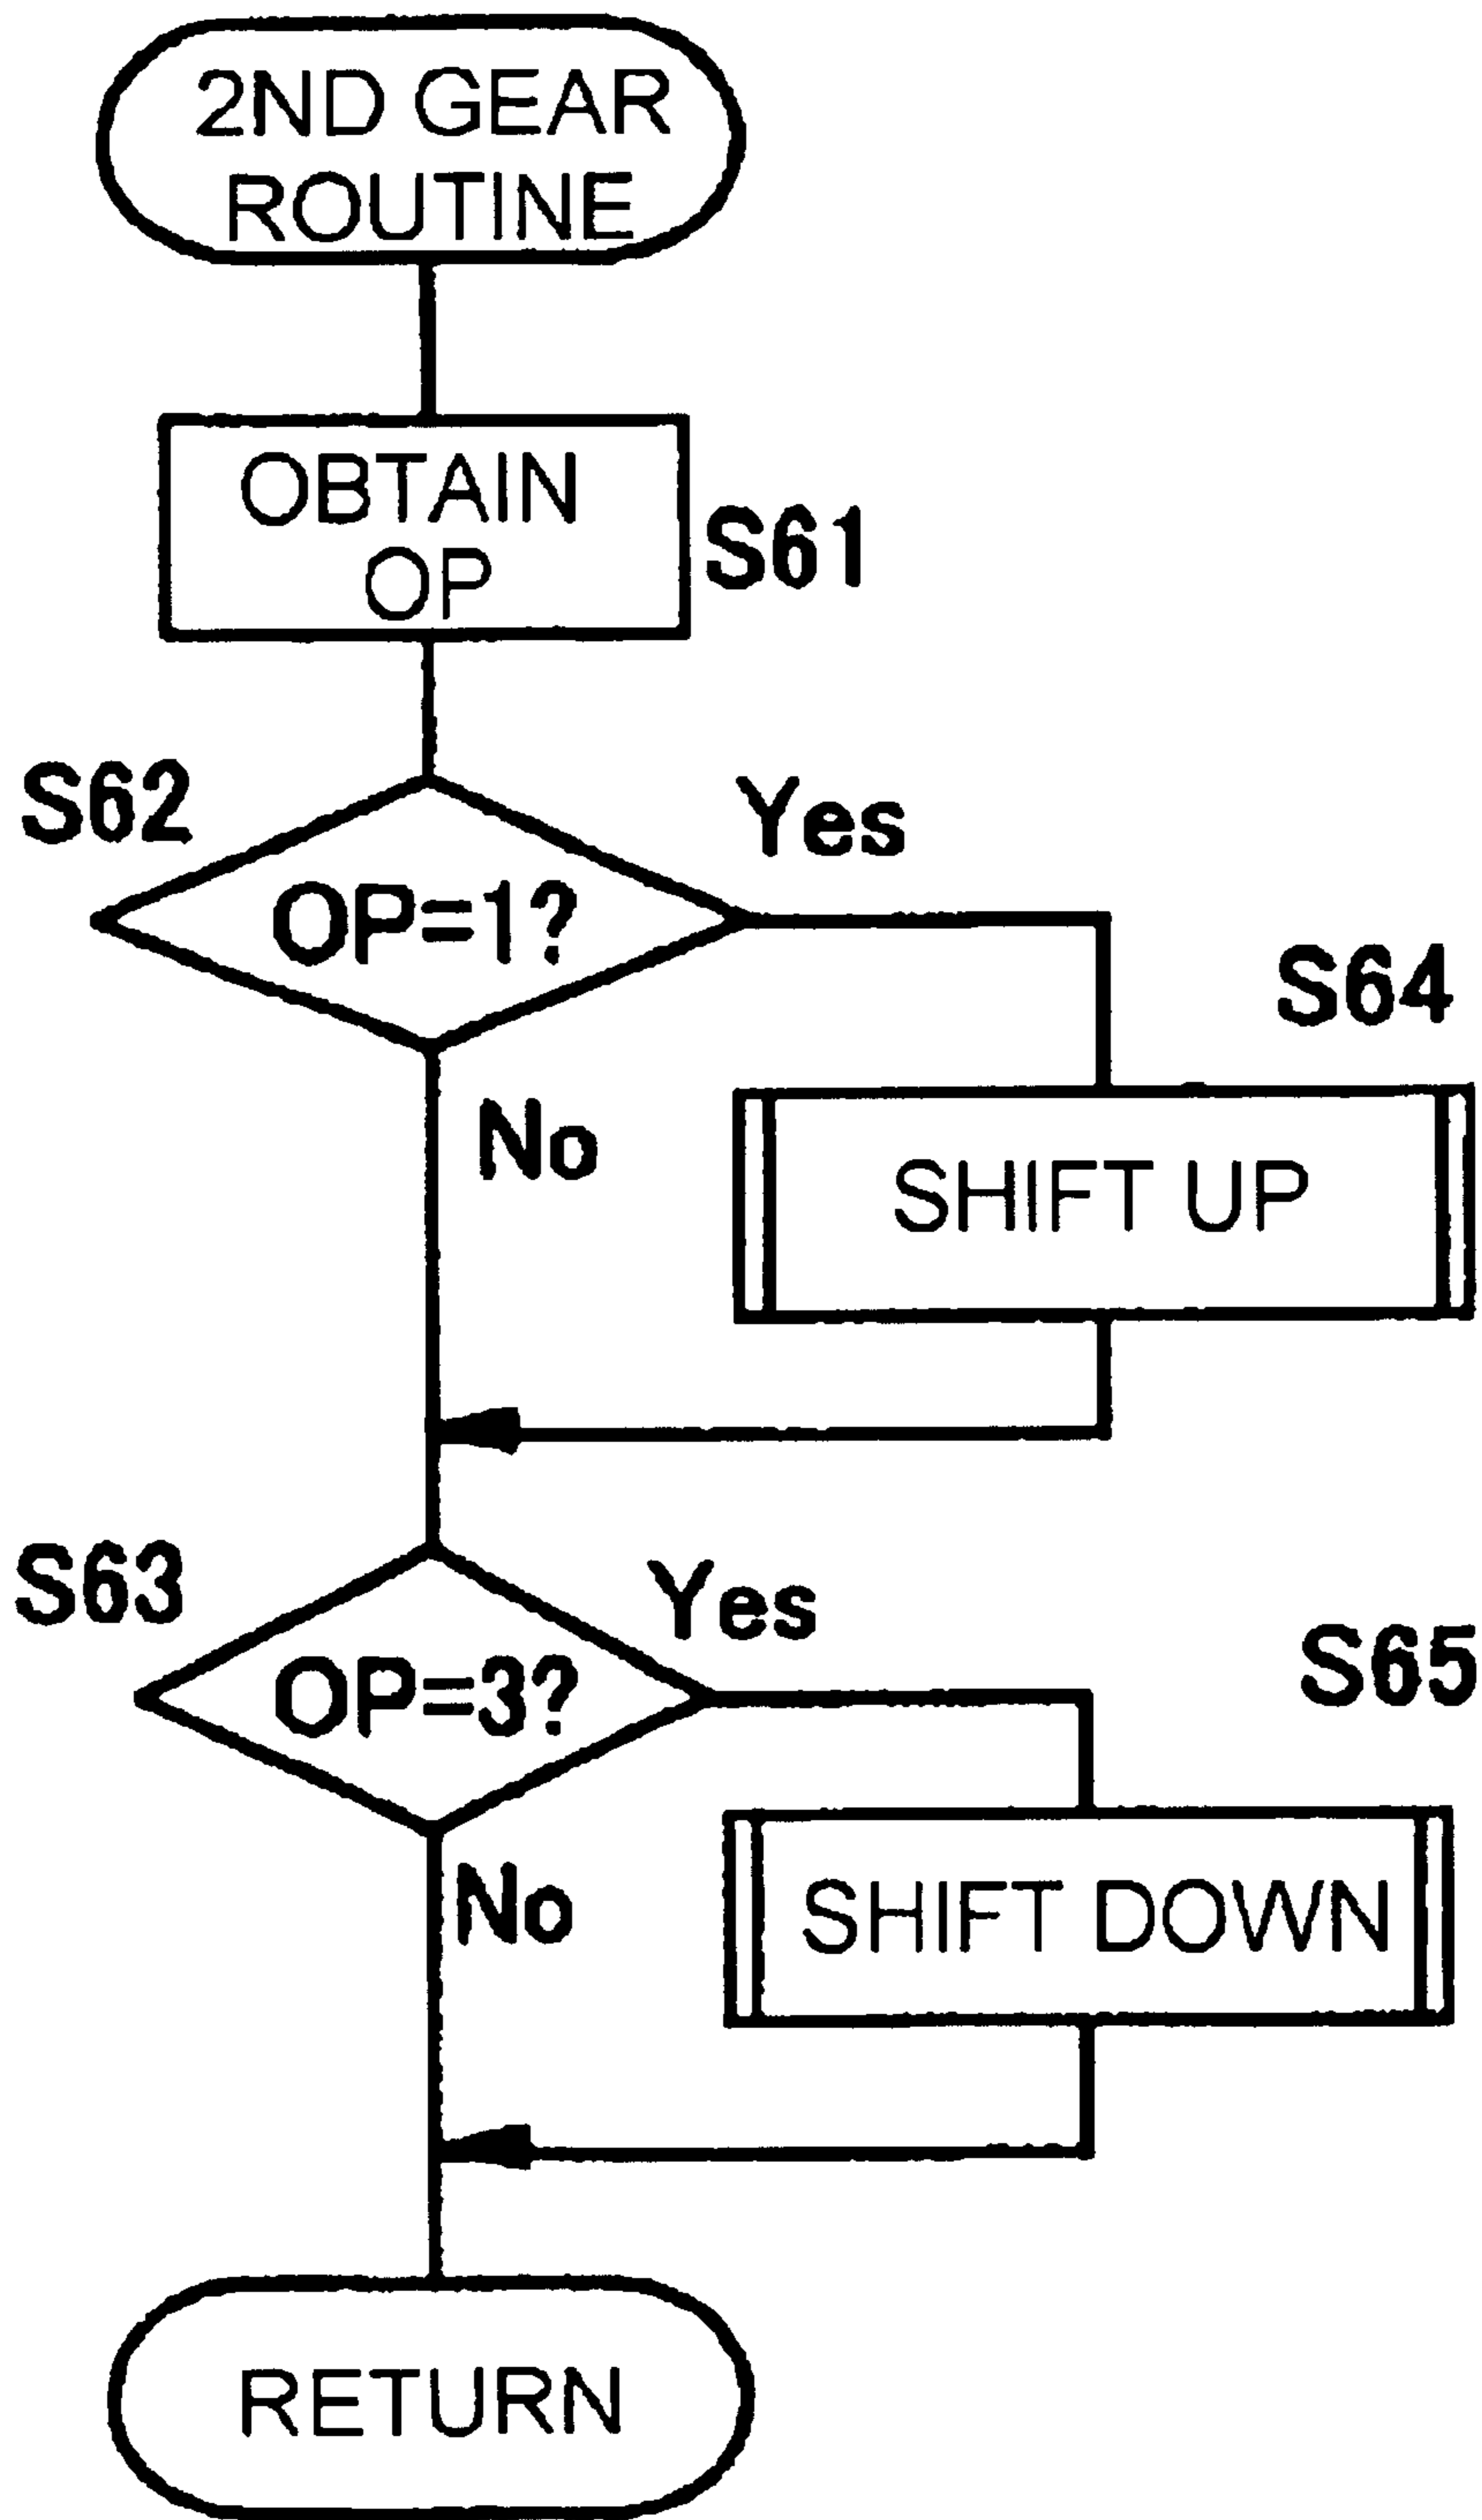 2ND GEAR
ROUTINE
OBTAIN
OP
S61
S62
Yes
OP=1?
S64
No
SHIFT UP
S63
Yes
OP=3?
S65
No
SHIFT DOWN
RETURN